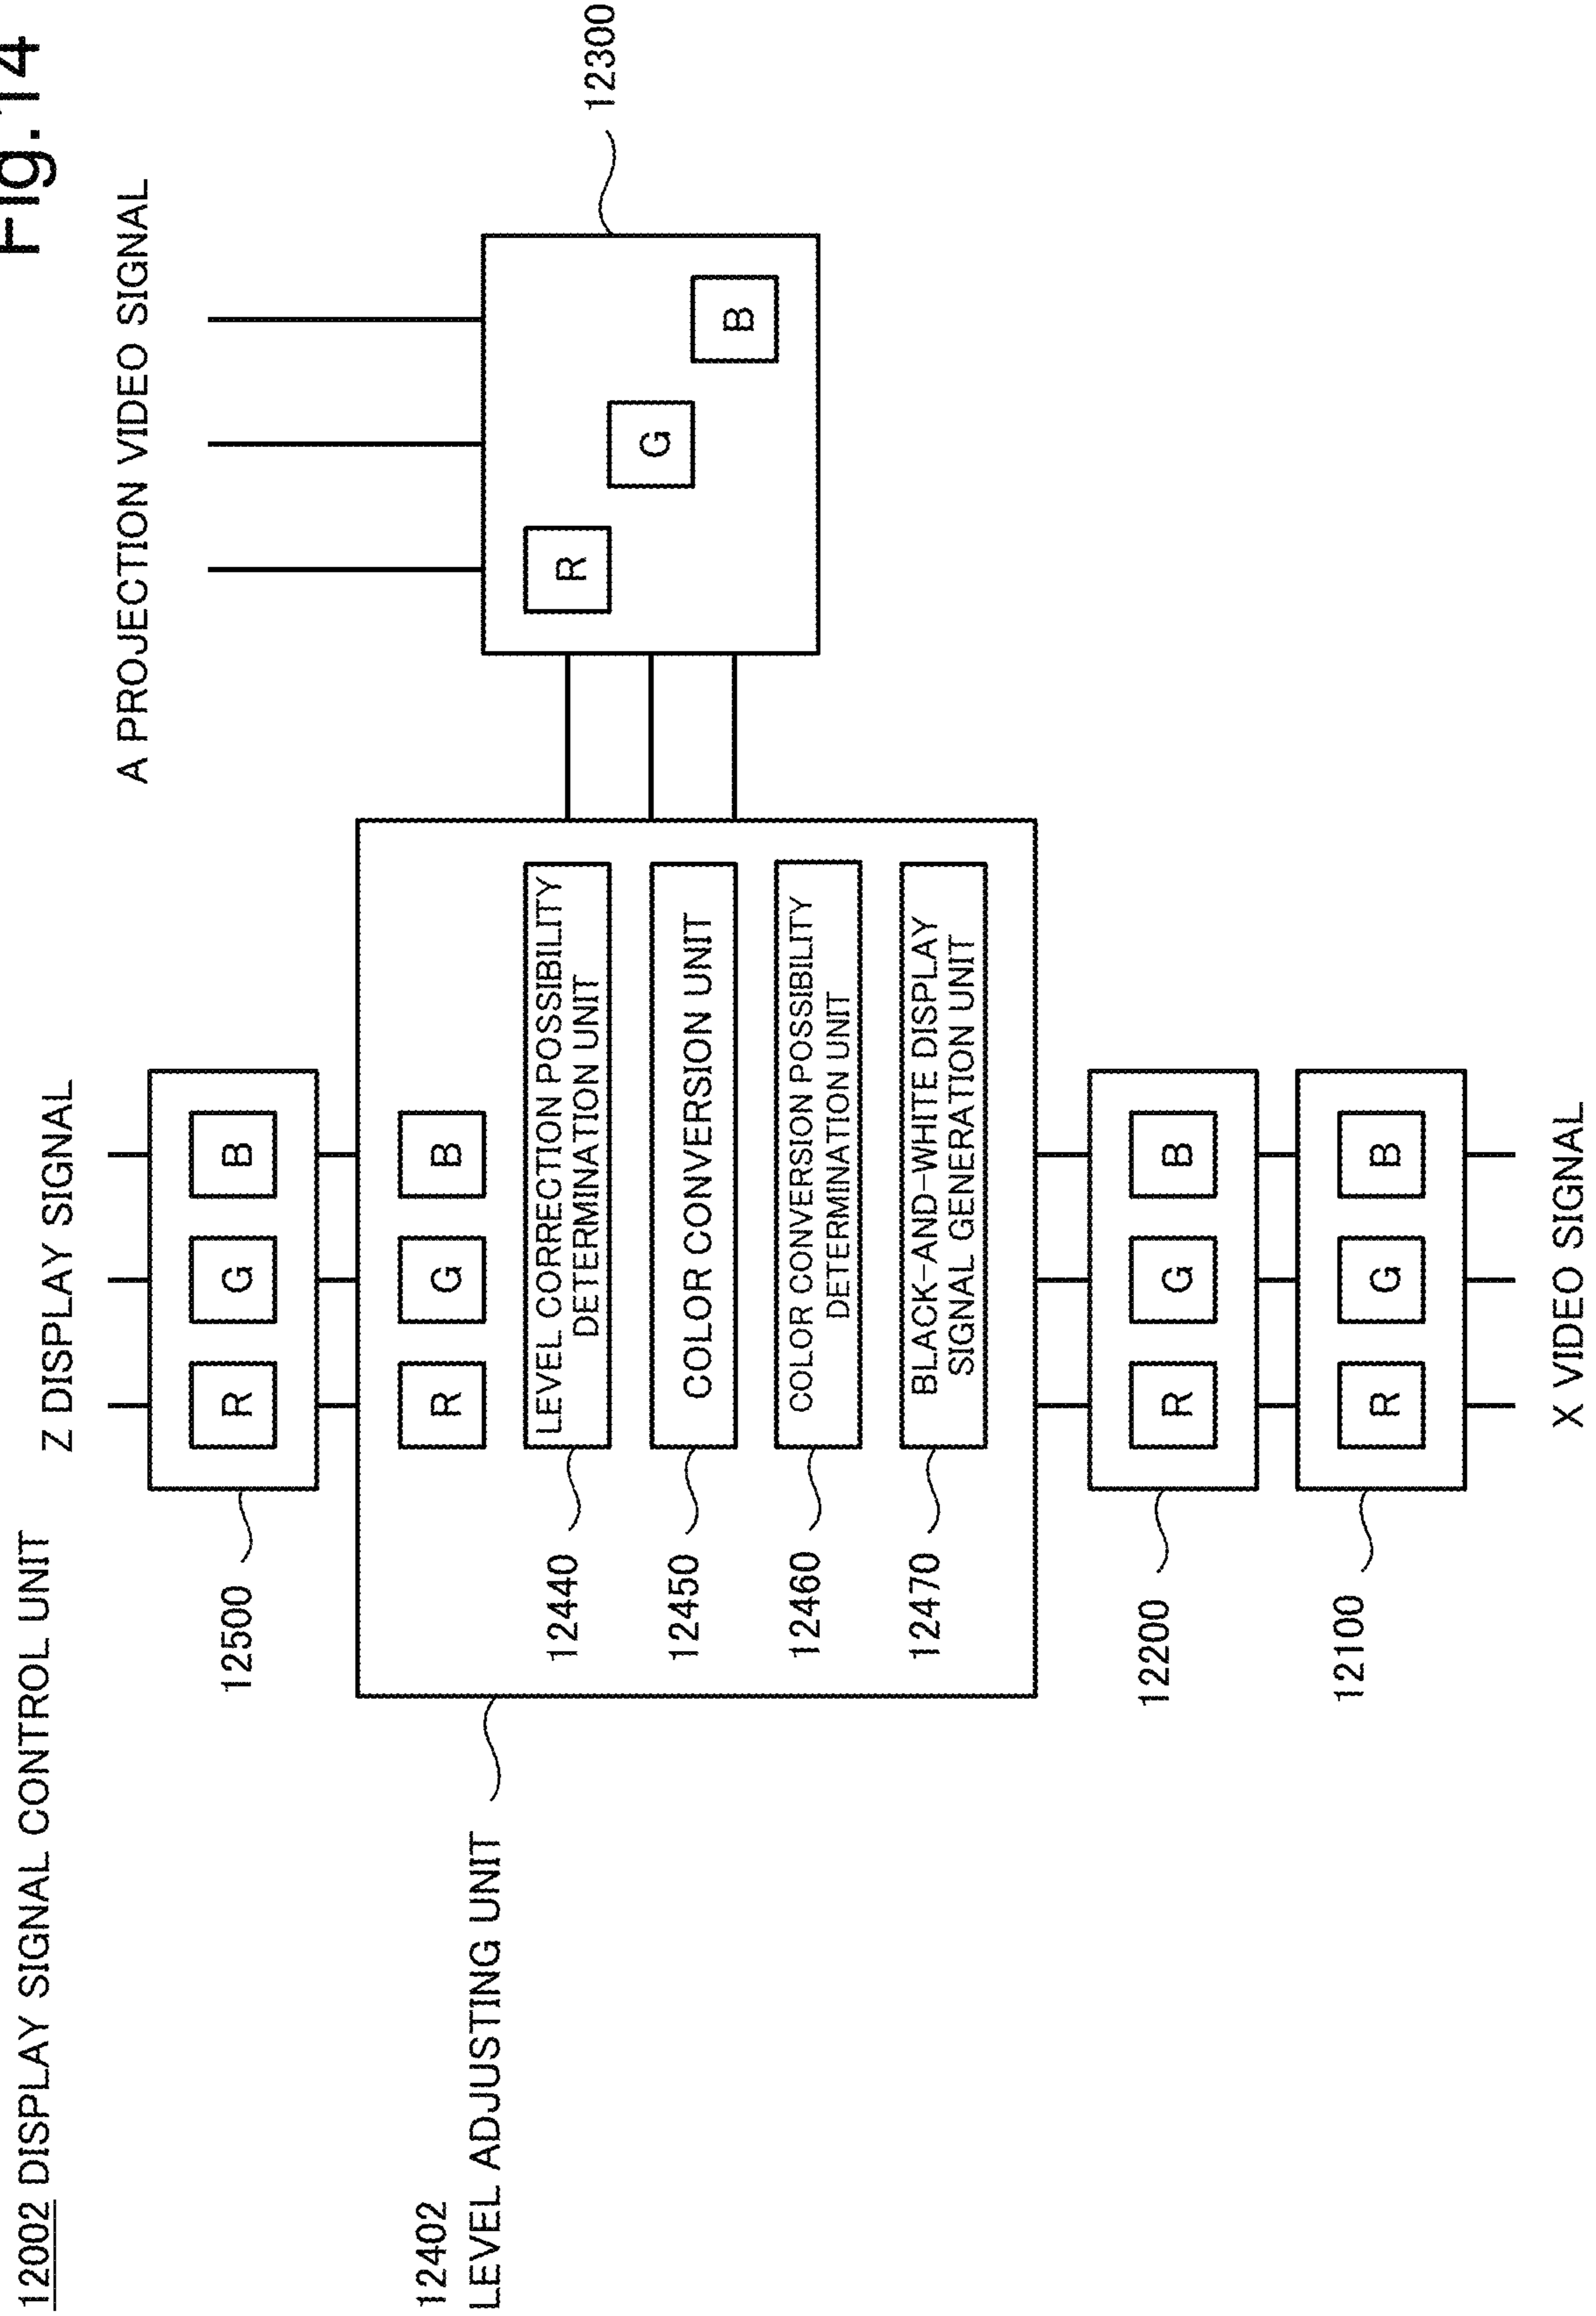 Fig.14
12002 DISPLAY SIGNAL CONTROL UNIT
Z DISPLAY SIGNAL
A PROJECTION VIDEO SIGNAL
12500
R G B
12402
LEVEL ADJUSTING UNIT
R G B
12440
LEVEL CORRECTION POSSIBILITY
DETERMINATION UNIT
12450
COLOR CONVERSION UNIT
12460
COLOR CONVERSION POSSIBILITY
DETERMINATION UNIT
12470
BLACK-AND-WHITE DISPLAY
SIGNAL GENERATION UNIT
R
G
B
12300
12200
R G B
12100
R G B
X VIDEO SIGNAL